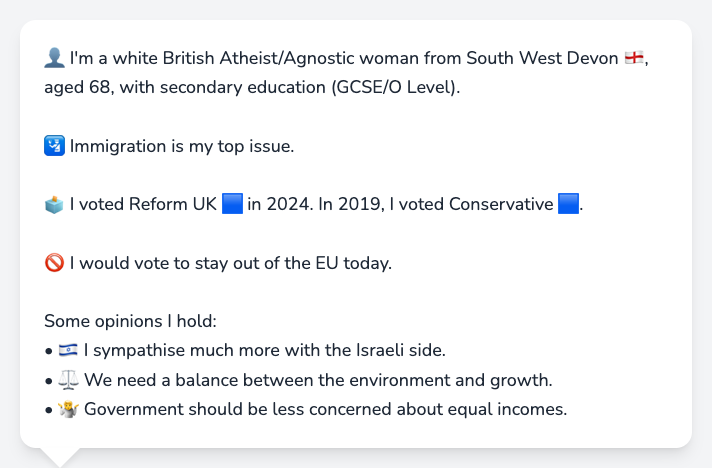 👤 I'm a white British Atheist/Agnostic woman from South West Devon 🏴󠁧󠁢󠁥󠁮󠁧󠁿,
aged 68, with secondary education (GCSE/O Level).
🛂 Immigration is my top issue.
🗳️ I voted Reform UK 🟦 in 2024. In 2019, I voted Conservative 🟦.
🚫 I would vote to stay out of the EU today.
Some opinions I hold:
• 🇮🇱 I sympathise much more with the Israeli side.
• ⚖️ We need a balance between the environment and growth.
• 🤷 Government should be less concerned about equal incomes.